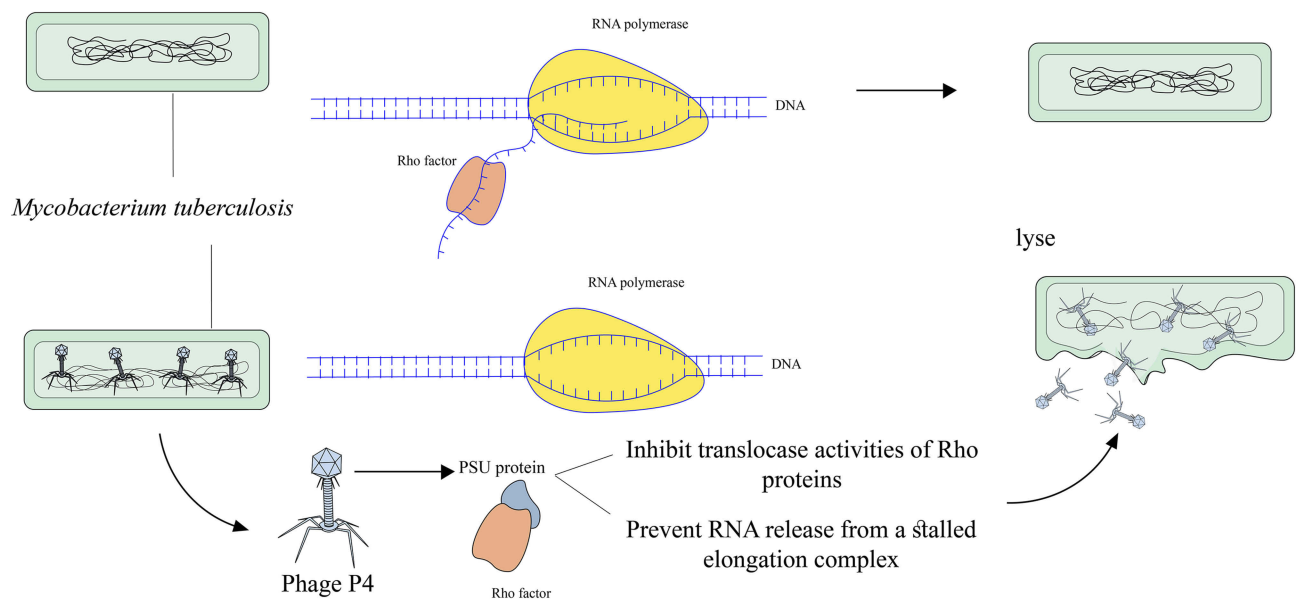 RNA polymerase
DNA
Rho factor
Mycobacterium tuberculosis
lyse
RNA polymerase
DNA
PSU protein
Inhibit translocase activities of Rho
proteins
Prevent RNA release from a stalled
elongation complex
Phage P4
Rho factor